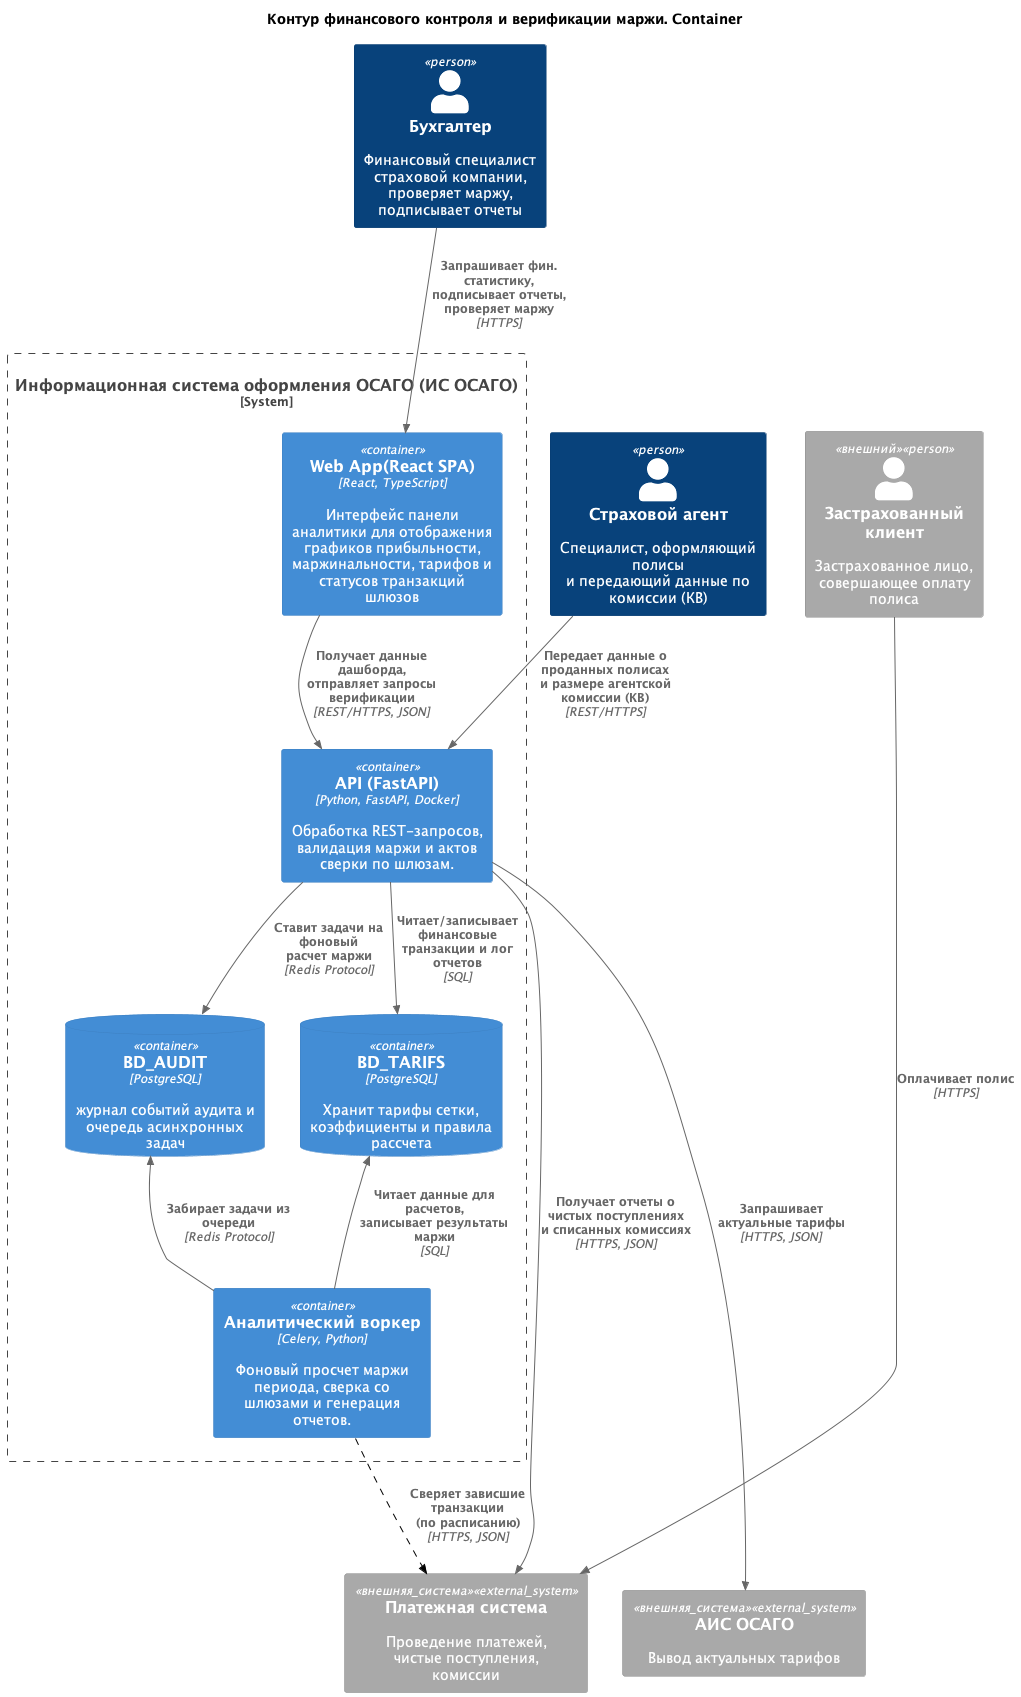 Контур финансового контроля и верификации маржи. Container
«person»
Бухгалтер
Финансовый специалист
страховой компании,
проверяет маржу,
подписывает отчеты
Запрашивает фин.
статистику,
подписывает отчеты,
проверяет маржу
[HTTPS]
Информационная система оформления ОСАГО (ИС ОСАГО)
[System]
«container»
Web App(React SPA)
[React, TypeScript]
Интерфейс панели
аналитики для отображения
графиков прибыльности,
маржинальности, тарифов и
статусов транзакций
шлюзов
«person»
Страховой агент
Специалист, оформляющий
полисы
и передающий данные по
комиссии (КВ)
«внешний»«person»
Застрахованный
клиент
Застрахованное лицо,
совершающее оплату
полиса
Получает данные
дашборда,
отправляет запросы
верификации
[REST/HTTPS, JSON]
Передает данные о
проданных полисах
и размере агентской
комиссии (КВ)
[REST/HTTPS]
«container»
API (FastAPI)
[Python, FastAPI, Docker]
Обработка REST-запросов,
валидация маржи и актов
сверки по шлюзам.
Ставит задачи на
фоновый
расчет маржи
[Redis Protocol]
Читает/записывает
финансовые
транзакции и лог
отчетов
[SQL]
«container»
BD_AUDIT
[PostgreSQL]
журнал событий аудита и
очередь асинхронных
задач
«container»
BD_TARIFS
[PostgreSQL]
Хранит тарифы сетки,
коэффициенты и правила
рассчета
Оплачивает полис
[HTTPS]
Забирает задачи из
очереди
[Redis Protocol]
Читает данные для
расчетов,
записывает результаты
маржи
[SQL]
Получает отчеты о
чистых поступлениях
и списанных комиссиях
[HTTPS, JSON]
Запрашивает
актуальные тарифы
[HTTPS, JSON]
«container»
Аналитический воркер
[Celery, Python]
Фоновый просчет маржи
периода, сверка со
шлюзами и генерация
отчетов.
Сверяет зависшие
транзакции
(по расписанию)
[HTTPS, JSON]
«внешняя_система»«external_system»
Платежная система
Проведение платежей,
чистые поступления,
комиссии
«внешняя_система»«external_system»
АИС ОСАГО
Вывод актуальных тарифов